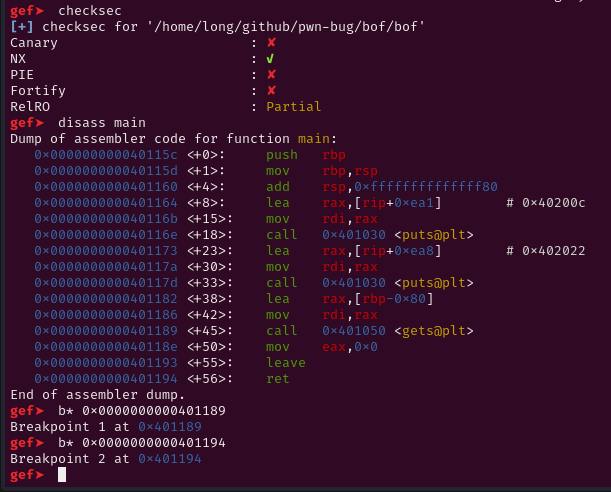 gef➤  checksec
[+] checksec for '/home/long/github/pwn-bug/bof/bof'
Canary                        : ✘
NX                            : ✓
PIE                           : ✘
Fortify                       : ✘
RelRO                         : Partial
gef➤  disass main
Dump of assembler code for function main:
   0x000000000040115c <+0>:     push   rbp
   0x000000000040115d <+1>:     mov    rbp,rsp
   0x0000000000401160 <+4>:     add    rsp,0xffffffffffffff80
   0x0000000000401164 <+8>:     lea    rax,[rip+0xea1]        # 0x40200c
   0x000000000040116b <+15>:    mov    rdi,rax
   0x000000000040116e <+18>:    call   0x401030 <puts@plt>
   0x0000000000401173 <+23>:    lea    rax,[rip+0xea8]        # 0x402022
   0x000000000040117a <+30>:    mov    rdi,rax
   0x000000000040117d <+33>:    call   0x401030 <puts@plt>
   0x0000000000401182 <+38>:    lea    rax,[rbp-0x80]
   0x0000000000401186 <+42>:    mov    rdi,rax
   0x0000000000401189 <+45>:    call   0x401050 <gets@plt>
   0x000000000040118e <+50>:    mov    eax,0x0
   0x0000000000401193 <+55>:    leave
   0x0000000000401194 <+56>:    ret
End of assembler dump.
gef➤  b* 0x0000000000401189
Breakpoint 1 at 0x401189
gef➤  b* 0x0000000000401194
Breakpoint 2 at 0x401194
gef➤